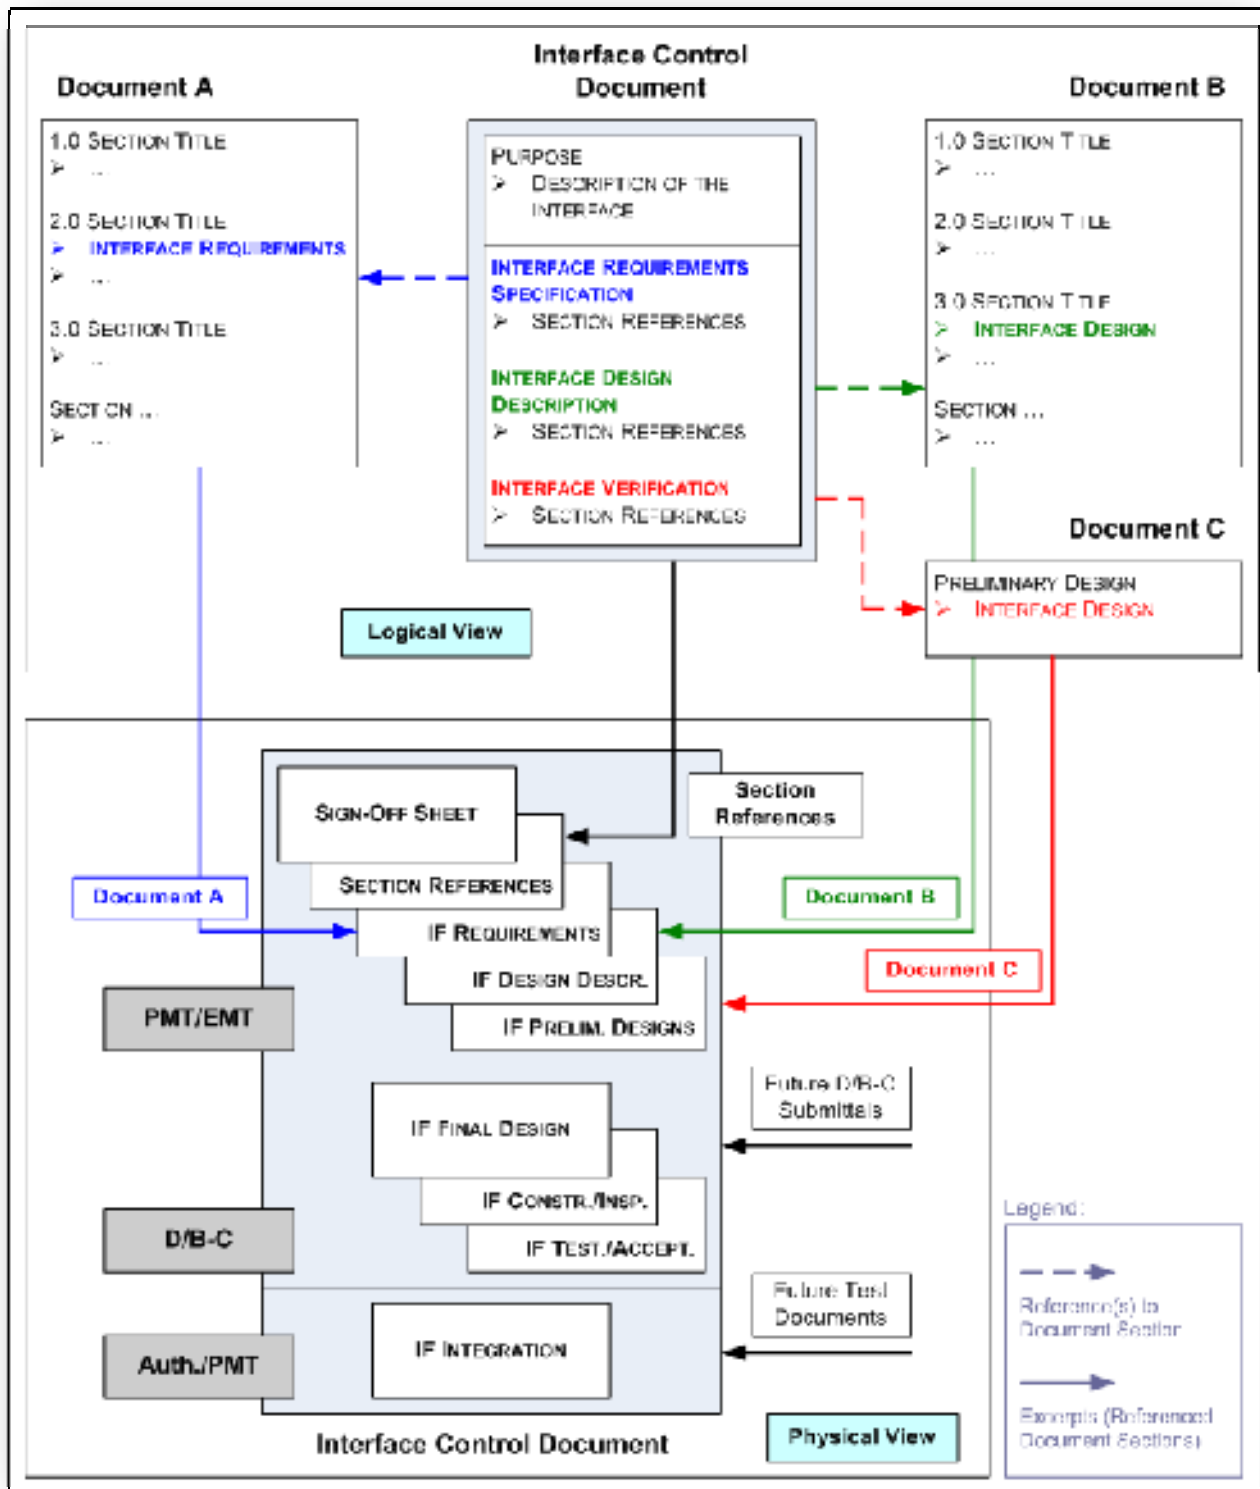 Interface Control
Document
Document A
Document B
1.0 SECTION TITLE
➢ ...
2.0 SECTION TITLE
➢ INTERFACE REQUIREMENTS
➢ ...
3.0 SECTION TITLE
➢ ...
SECTION ...
➢ ...
PURPOSE
➢ DESCRIPTION OF THE
INTERFACE
INTERFACE REQUIREMENTS
SPECIFICATION
➢ SECTION REFERENCES
INTERFACE DESIGN
DESCRIPTION
➢ SECTION REFERENCES
INTERFACE VERIFICATION
➢ SECTION REFERENCES
1.0 SECTION TITLE
➢ ...
2.0 SECTION TITLE
➢ ...
3.0 SECTION TITLE
➢ INTERFACE DESIGN
➢ ...
SECTION ...
➢ ...
Document C
PRELIMINARY DESIGN
➢ INTERFACE DESIGN
Logical View
SIGN-OFF SHEET
Section
References
SECTION REFERENCES
Document A
Document B
IF REQUIREMENTS
IF DESIGN DESCR.
Document C
PMT/EMT
IF PRELIM. DESIGNS
Future D/B-C
Submittals
IF FINAL DESIGN
IF CONSTR./INSP.
D/B-C
IF TEST./ACCEPT.
Future Test
Documents
IF INTEGRATION
Auth./PMT
Interface Control Document
Physical View
Legend:
Reference(s) to
Document Section
Excerpts (Referenced
Document Sections)